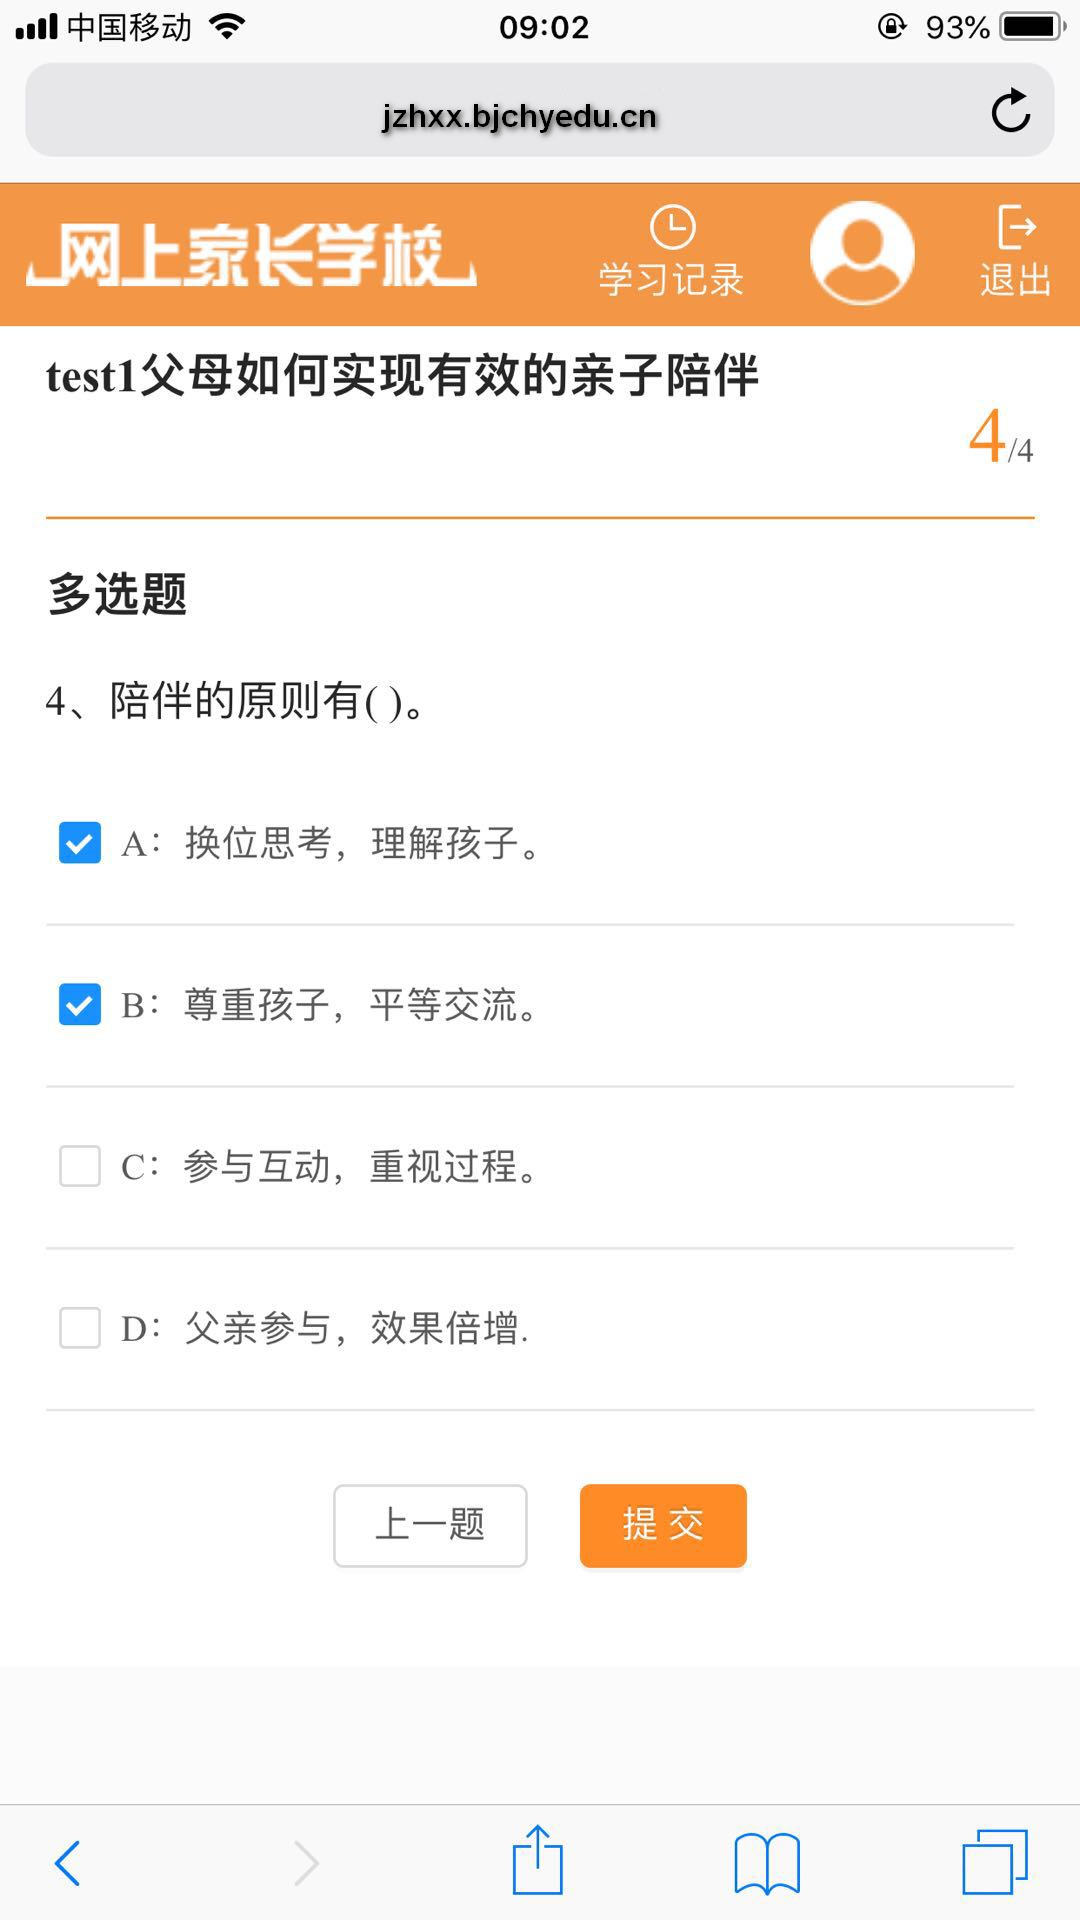 中国移动 09:02 93%
jzhxx.bjchyedu.cn
网上家长学校 学习记录 退出
test1父母如何实现有效的亲子陪伴
4/4
多选题
4、陪伴的原则有( )。
A：换位思考，理解孩子。
B：尊重孩子，平等交流。
C：参与互动，重视过程。
D：父亲参与，效果倍增.
上一题 提 交